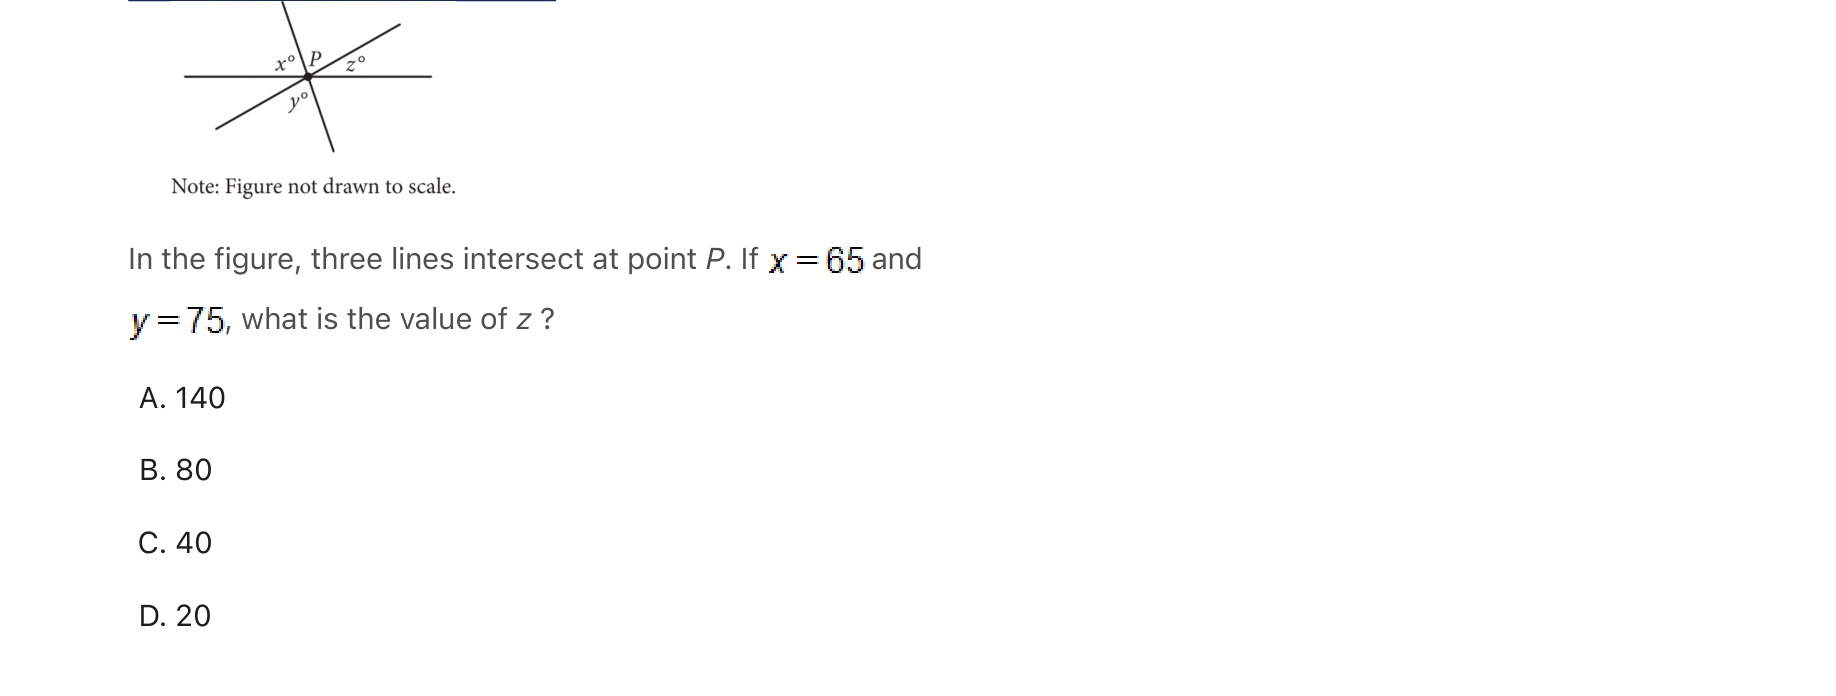 x° P z°
y°
Note: Figure not drawn to scale.
In the figure, three lines intersect at point P. If x = 65 and
y = 75, what is the value of z ?
A. 140
B. 80
C. 40
D. 20